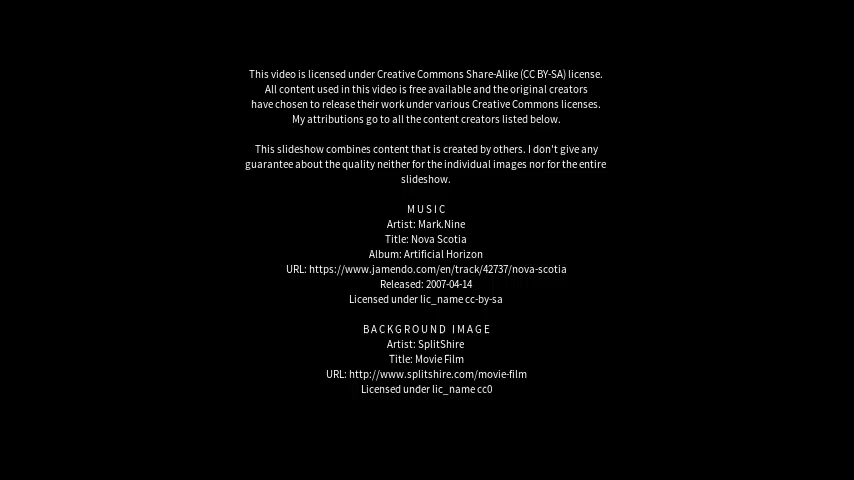 This video is licensed under Creative Commons Share-Alike (CC BY-SA) license.
All content used in this video is free available and the original creators
have chosen to release their work under various Creative Commons licenses.
My attributions go to all the content creators listed below.
This slideshow combines content that is created by others. I don't give any
guarantee about the quality neither for the individual images nor for the entire
slideshow.
MUSIC
Artist: Mark.Nine
Title: Nova Scotia
Album: Artificial Horizon
URL: https://www.jamendo.com/en/track/42737/nova-scotia
Released: 2007-04-14
Licensed under lic_name cc-by-sa
BACKGROUND IMAGE
Artist: SplitShire
Title: Movie Film
URL: http://www.splitshire.com/movie-film
Licensed under lic_name cc0